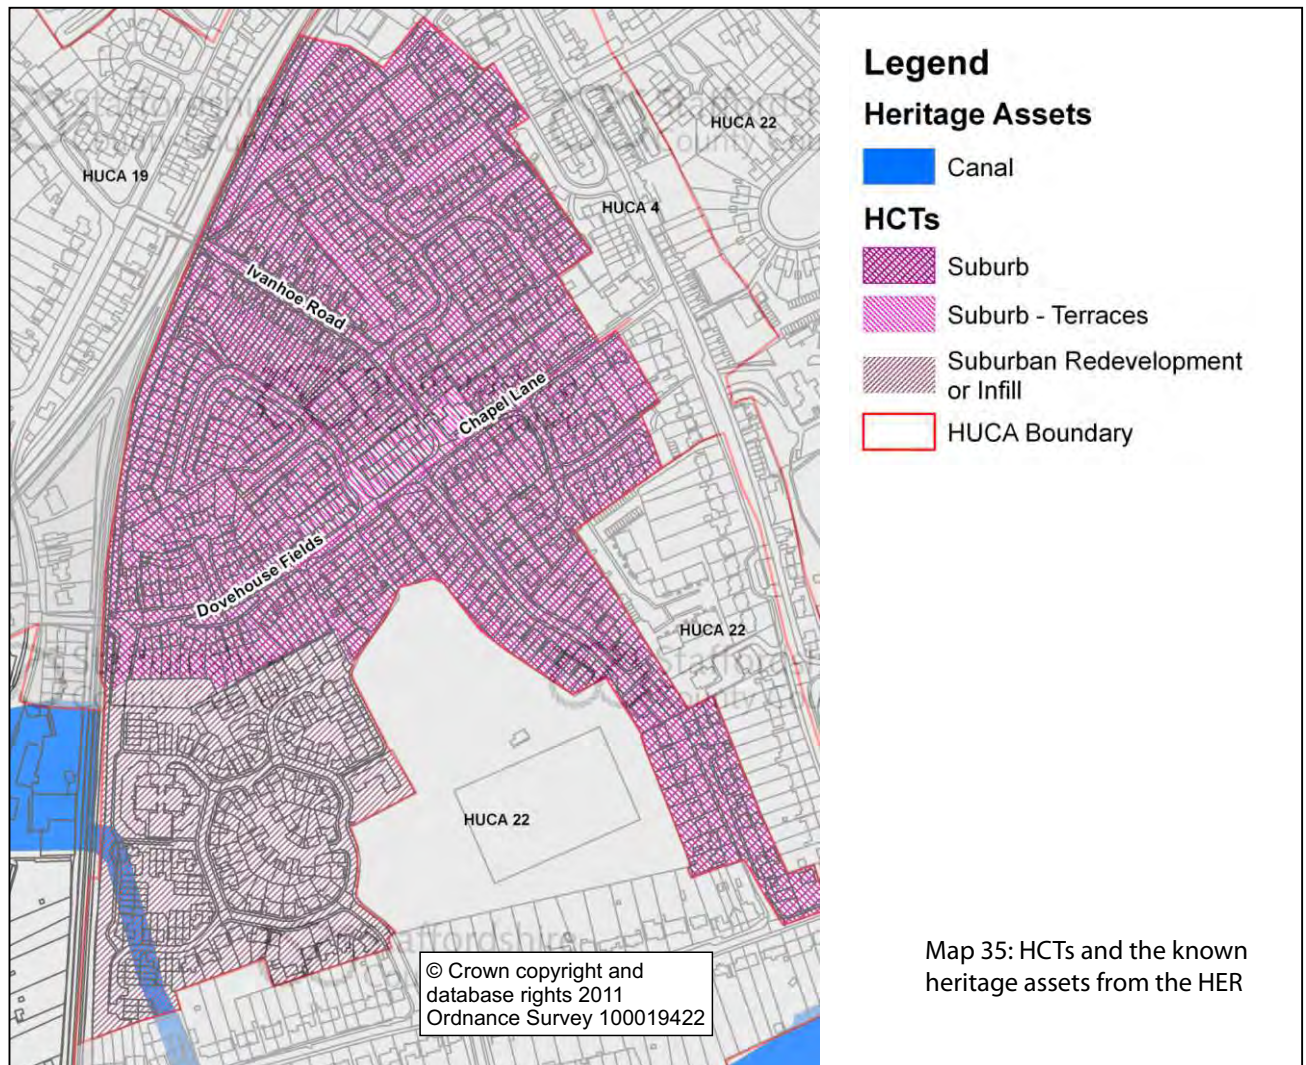 HUCA 22
HUCA 19
HUCA 4
Ivanhoe Road
Chapel Lane
Dovehouse Fields
HUCA 22
HUCA 22
© Crown copyright and
database rights 2011
Ordnance Survey 100019422
Legend
Heritage Assets
Canal
HCTs
Suburb
Suburb - Terraces
Suburban Redevelopment
or Infill
HUCA Boundary
Map 35: HCTs and the known
heritage assets from the HER